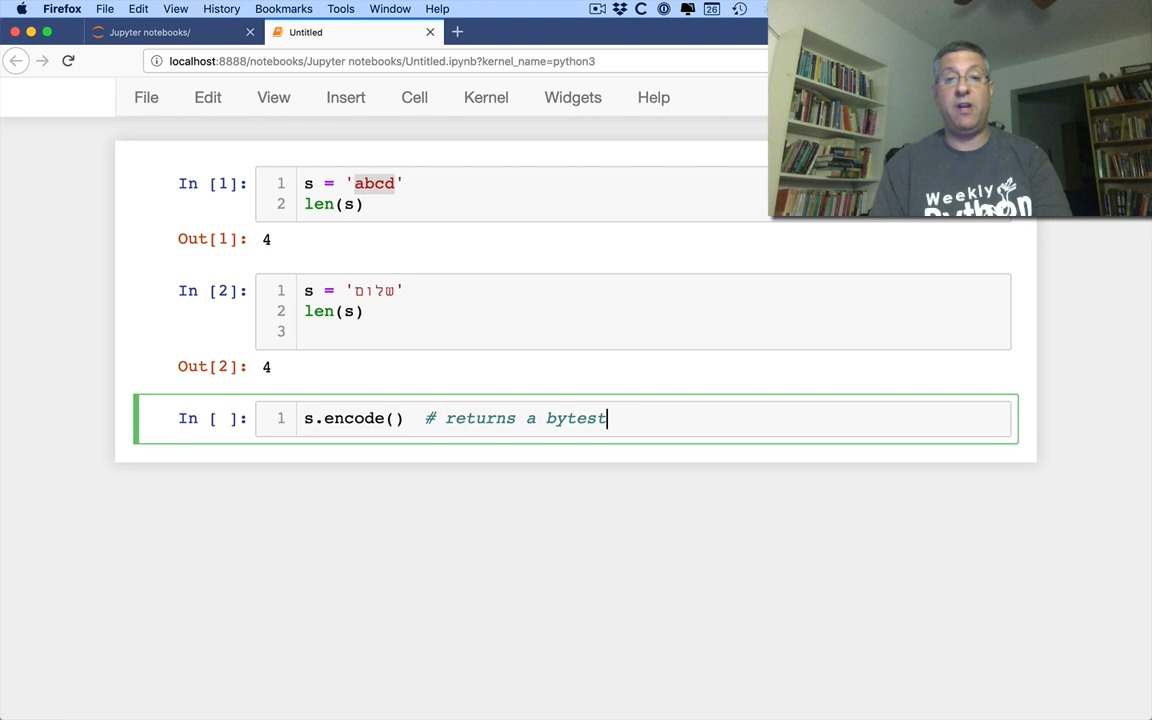 Firefox File Edit View History Bookmarks Tools Window Help 26
Jupyter notebooks/ Untitled
localhost:8888/notebooks/Jupyter notebooks/Untitled.ipynb?kernel_name=python3
File Edit View Insert Cell Kernel Widgets Help
In [1]: 1 s = 'abcd'
2 len(s)
Out[1]: 4
In [2]: 1 s = 'שלום'
2 len(s)
3
Out[2]: 4
In [ ]: 1 s.encode() # returns a bytest
Weekly
Python